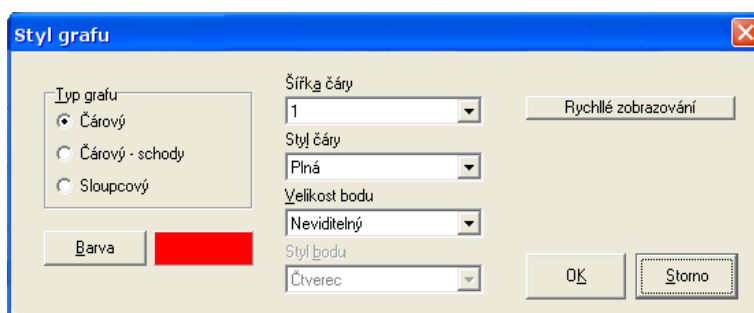 Styl grafu
Typ grafu
Čárový
Čárový - schody
Sloupcový
Barva
Šířka čáry
1
Styl čáry
Plná
Velikost bodu
Neviditelný
Styl bodu
Čtverec
Rychllé zobrazování
OK
Storno